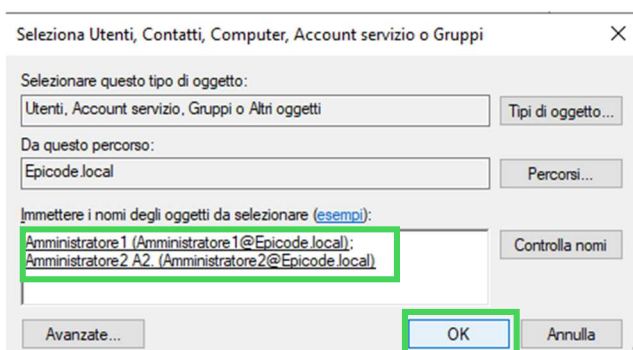 Seleziona Utenti, Contatti, Computer, Account servizio o Gruppi
Selezionare questo tipo di oggetto:
Utenti, Account servizio, Gruppi o Altri oggetti
Tipi di oggetto...
Da questo percorso:
Epicode.local
Percorsi...
Immettere i nomi degli oggetti da selezionare (esempi):
Amministratore1 (Amministratore1@Epicode.local);
Amministratore2 A2. (Amministratore2@Epicode.local)
Controlla nomi
Avanzate...
OK
Annulla